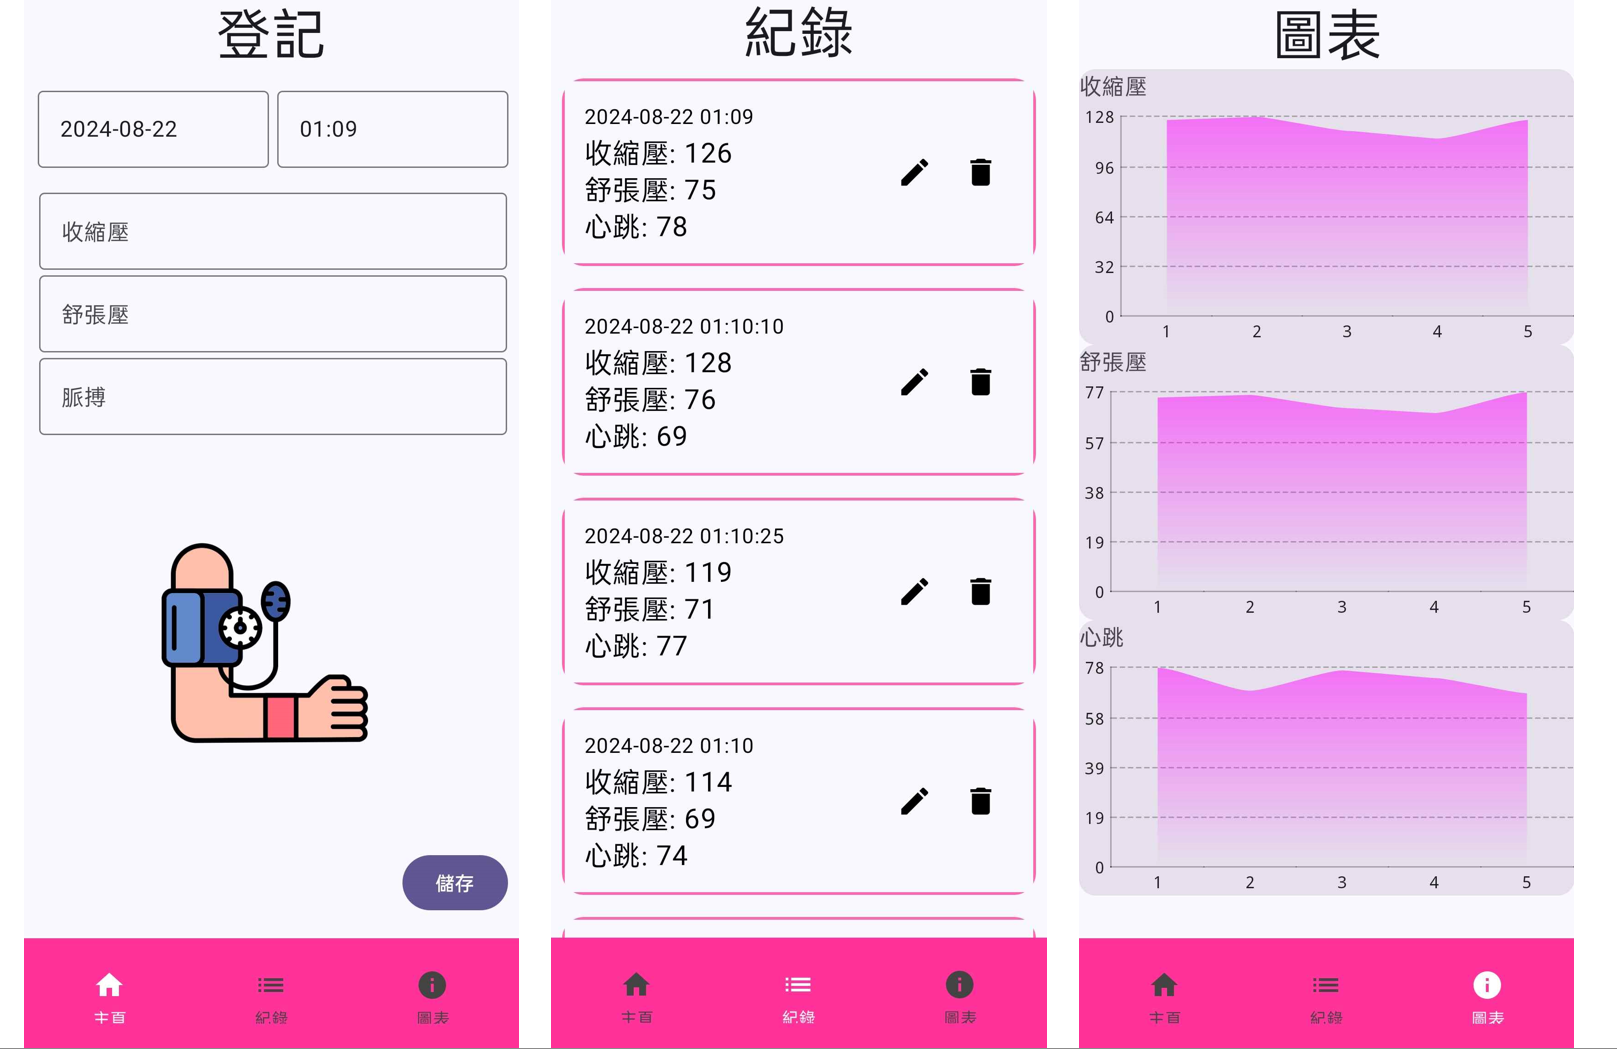 登記
2024-08-22
01:09
收縮壓
舒張壓
脈搏
儲存
主頁
紀錄
圖表
紀錄
2024-08-22 01:09
收縮壓: 126
舒張壓: 75
心跳: 78
2024-08-22 01:10:10
收縮壓: 128
舒張壓: 76
心跳: 69
2024-08-22 01:10:25
收縮壓: 119
舒張壓: 71
心跳: 77
2024-08-22 01:10
收縮壓: 114
舒張壓: 69
心跳: 74
主頁
紀錄
圖表
圖表
收縮壓
128
96
64
32
0
1 2 3 4 5
舒張壓
77
57
38
19
0
1 2 3 4 5
心跳
78
58
39
19
0
1 2 3 4 5
主頁
紀錄
圖表